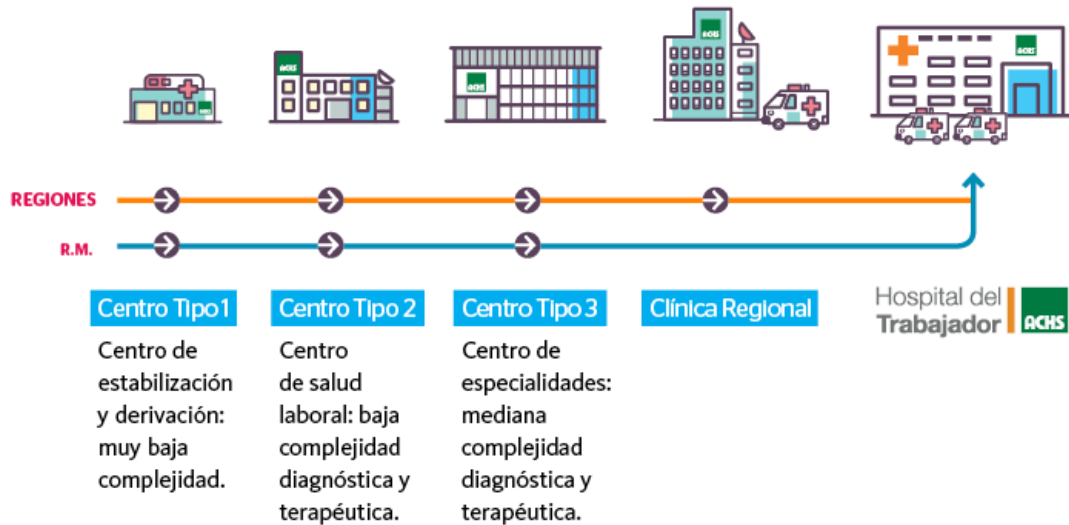 ACHS
ACHS
ACHS
ACHS
ACHS
REGIONES
R.M.
Centro Tipo 1
Centro de
estabilización
y derivación:
muy baja
complejidad.
Centro Tipo 2
Centro
de salud
laboral: baja
complejidad
diagnóstica y
terapéutica.
Centro Tipo 3
Centro de
especialidades:
mediana
complejidad
diagnóstica y
terapéutica.
Clínica Regional
Hospital del
Trabajador
ACHS